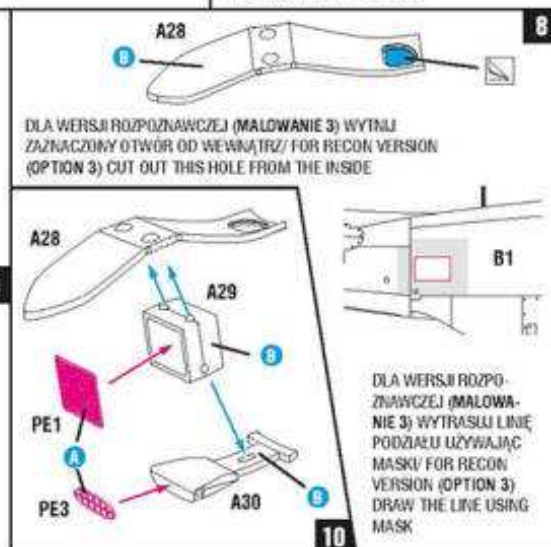 8
A28
B
DLA WERSJI ROZPOZNAWCZEJ (MALOWANIE 3) WYTNIJ
ZAZNACZONY OTWÓR OD WEWNĄTRZ/ FOR RECON VERSION
(OPTION 3) CUT OUT THIS HOLE FROM THE INSIDE
A28
A29
B
PE1
A
PE3
A30
B
10
B1
DLA WERSJI ROZPO-
ZNAWCZEJ (MALOWA-
NIE 3) WYTRASUJ LINIĘ
PODZIAŁU UŻYWAJĄC
MASKI/ FOR RECON
VERSION (OPTION 3)
DRAW THE LINE USING
MASK